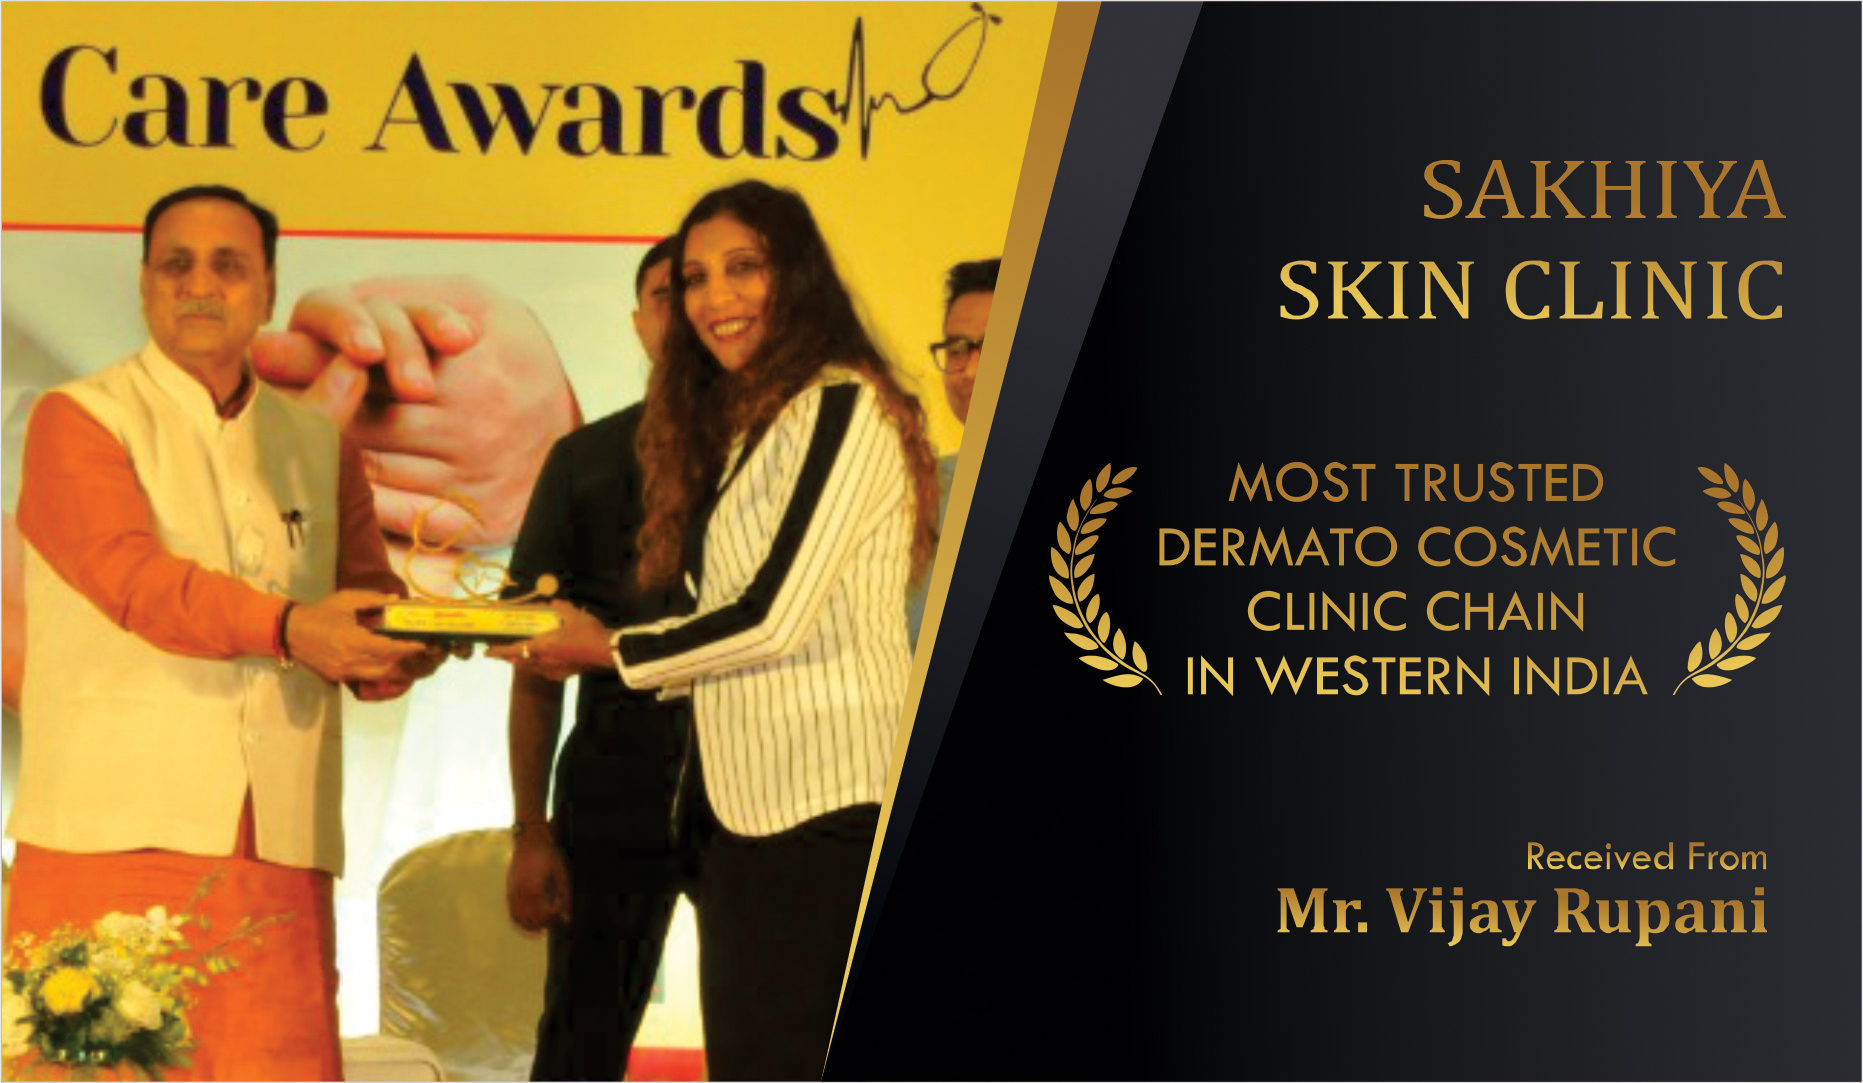 Care Awards
SAKHIYA
SKIN CLINIC
MOST TRUSTED
DERMATO COSMETIC
CLINIC CHAIN
IN WESTERN INDIA
Received From
Mr. Vijay Rupani